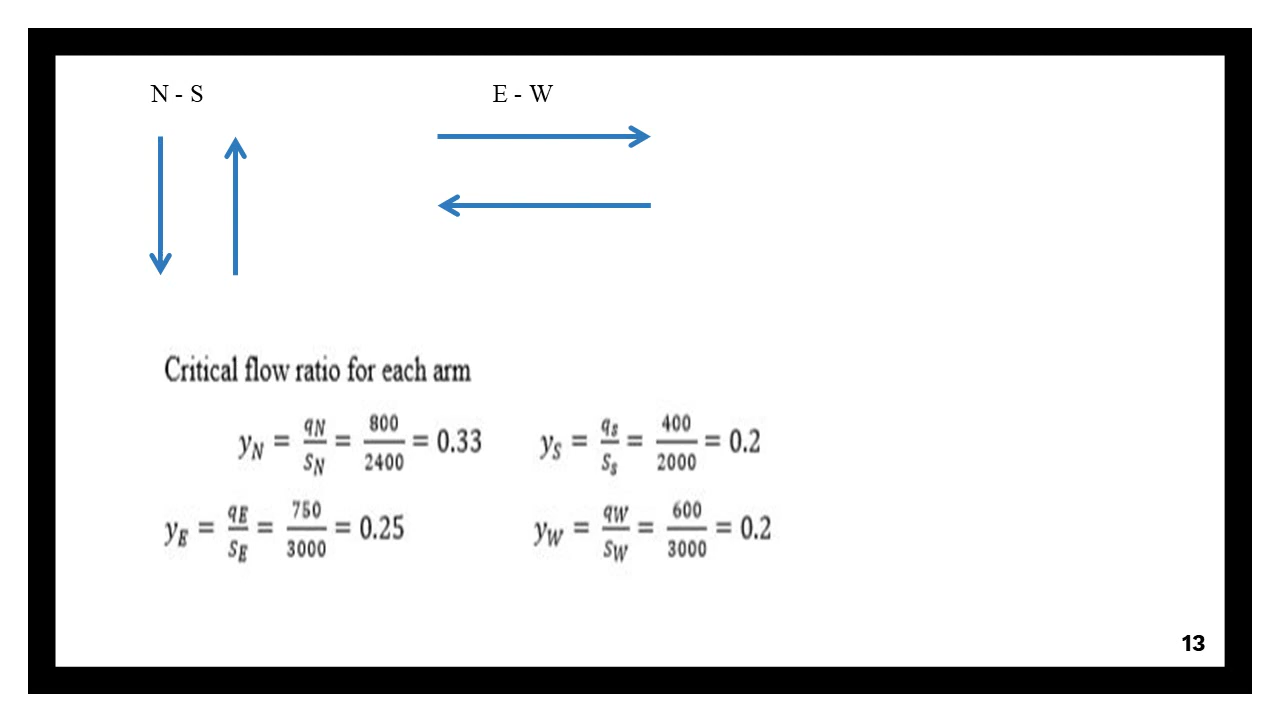 N - S
E - W
Critical flow ratio for each arm
y_N = q_N/S_N = 800/2400 = 0.33
y_S = q_s/S_s = 400/2000 = 0.2
y_E = q_E/S_E = 750/3000 = 0.25
y_W = q_W/S_W = 600/3000 = 0.2
13